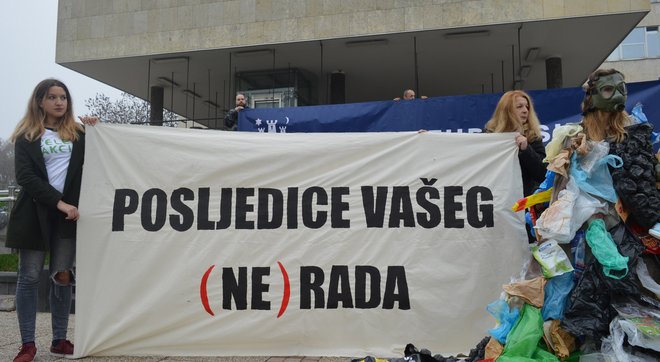 POSLJEDICE VAŠEG
(NE) RADA